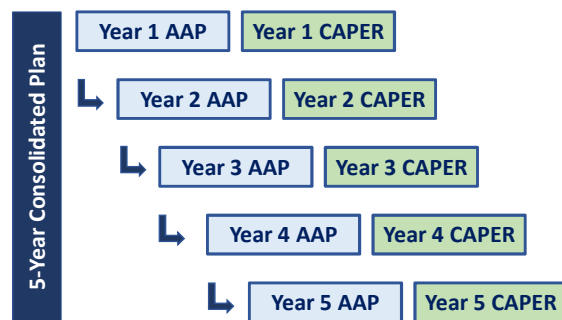 5-Year Consolidated Plan
Year 1 AAP
Year 1 CAPER
Year 2 AAP
Year 2 CAPER
Year 3 AAP
Year 3 CAPER
Year 4 AAP
Year 4 CAPER
Year 5 AAP
Year 5 CAPER